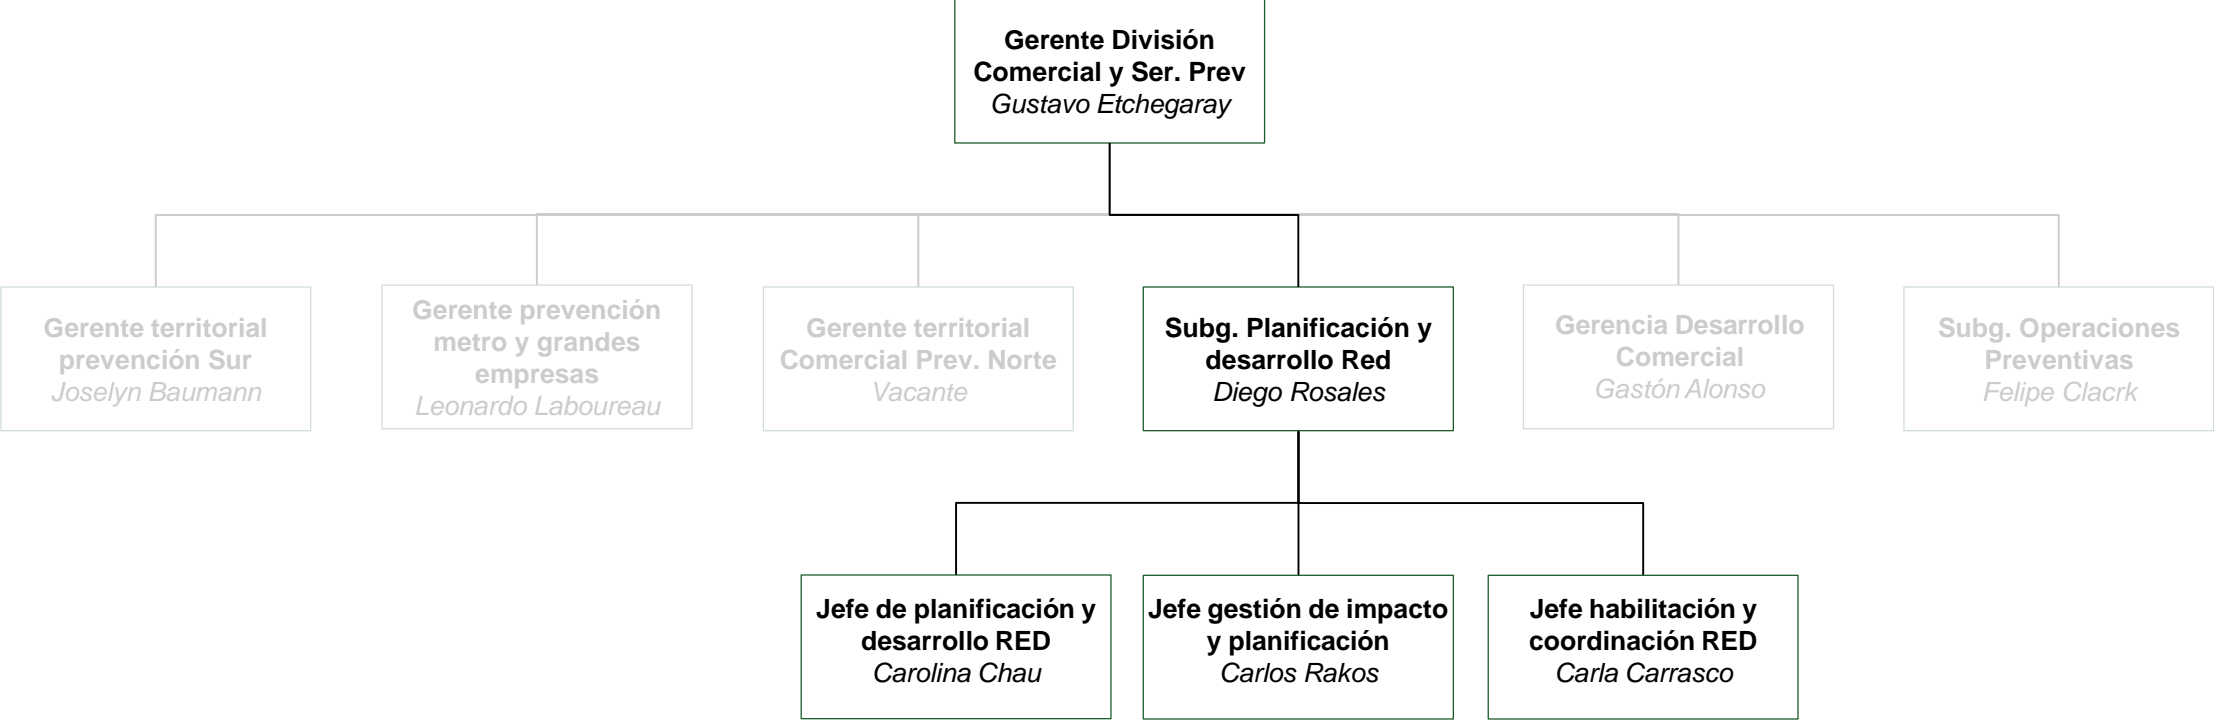 Gerente División
Comercial y Ser. Prev
Gustavo Etchegaray
Gerente territorial
prevención Sur
Joselyn Baumann
Gerente prevención
metro y grandes
empresas
Leonardo Laboureau
Gerente territorial
Comercial Prev. Norte
Vacante
Subg. Planificación y
desarrollo Red
Diego Rosales
Gerencia Desarrollo
Comercial
Gastón Alonso
Subg. Operaciones
Preventivas
Felipe Clacrk
Jefe de planificación y
desarrollo RED
Carolina Chau
Jefe gestión de impacto
y planificación
Carlos Rakos
Jefe habilitación y
coordinación RED
Carla Carrasco